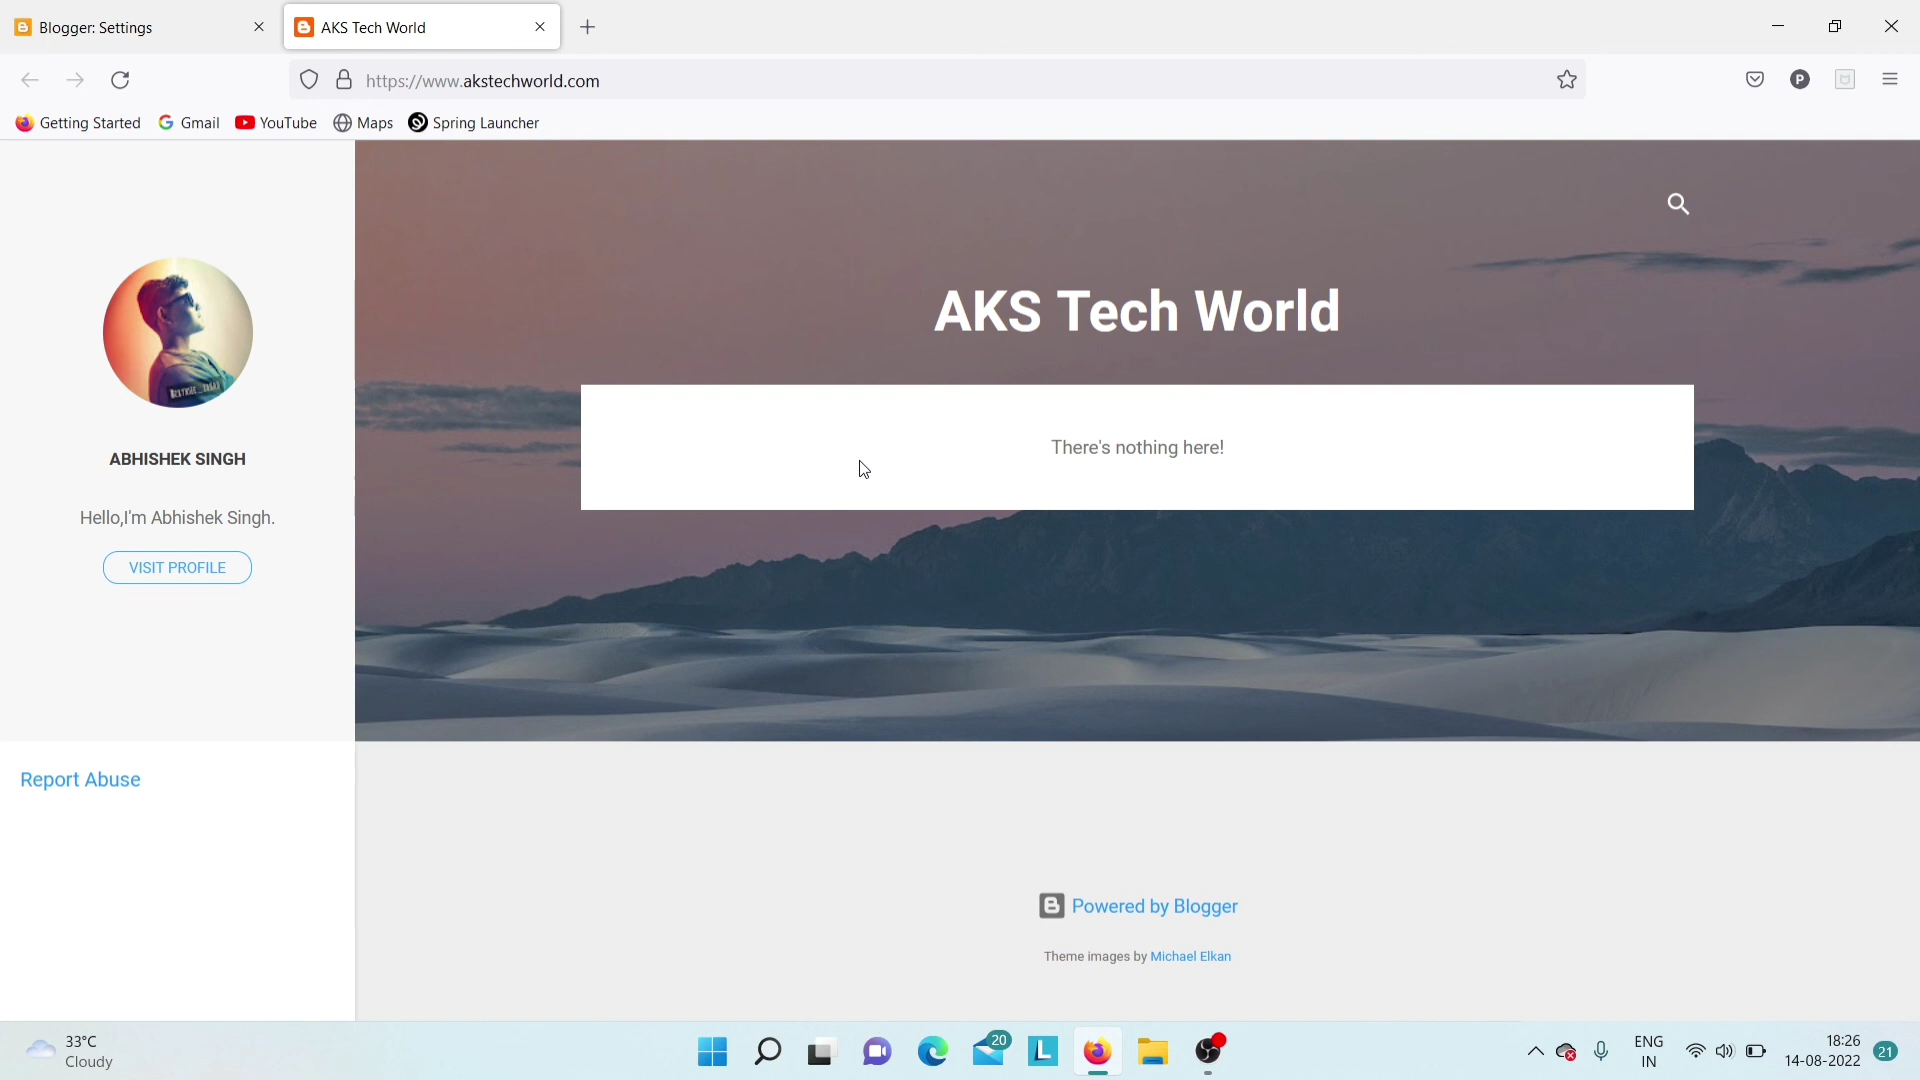 Blogger: Settings
AKS Tech World
https://www.akstechworld.com
Getting Started
Gmail
YouTube
Maps
Spring Launcher
AKS Tech World
There's nothing here!
ABHISHEK SINGH
Hello,I'm Abhishek Singh.
VISIT PROFILE
Report Abuse
Powered by Blogger
Theme images by Michael Elkan
33°C
Cloudy
20
ENG
IN
18:26
14-08-2022
21